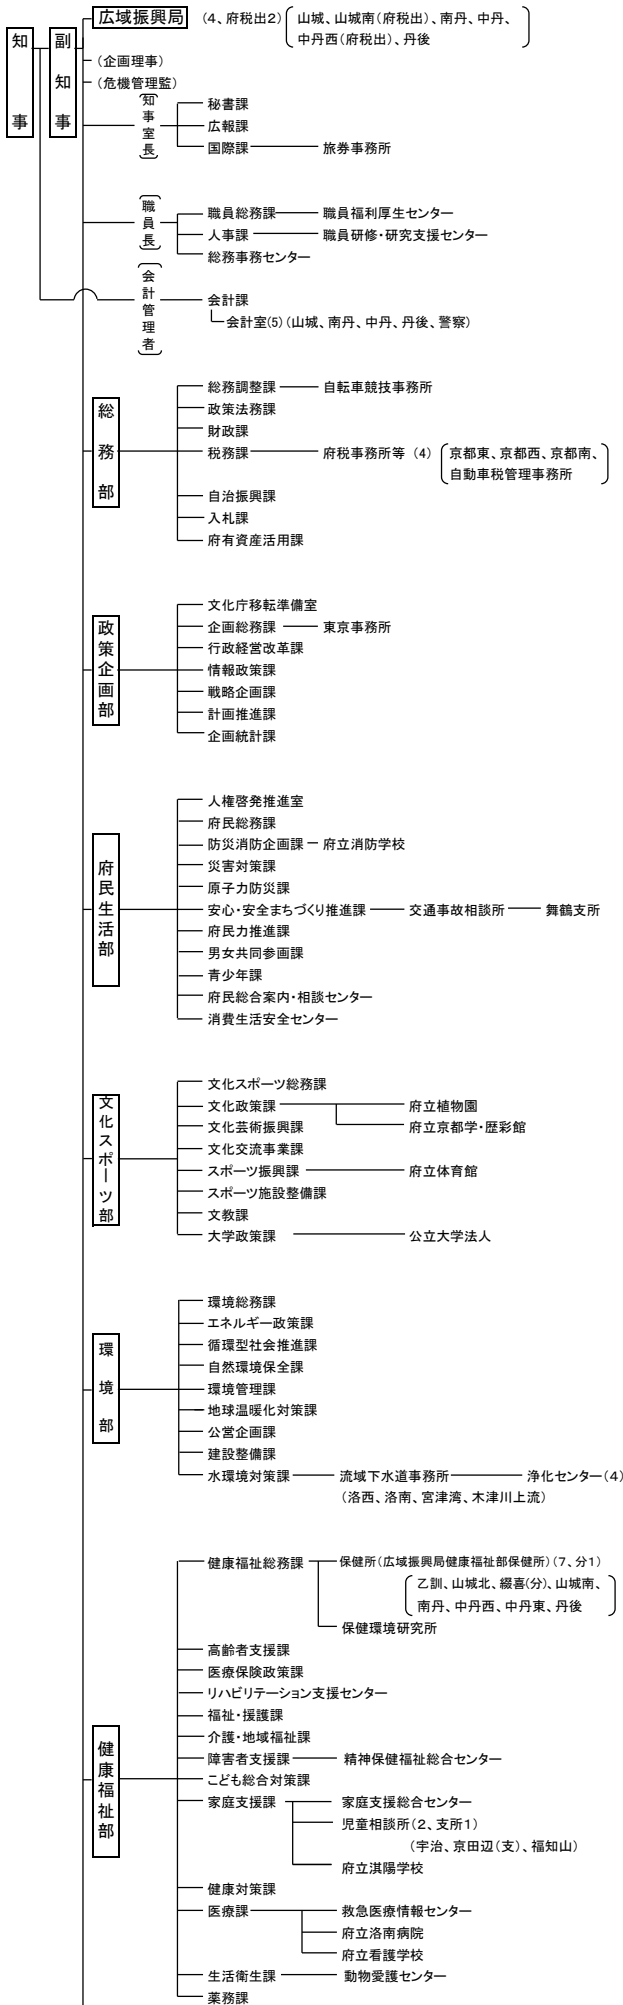 知事
副知事
広域振興局 (4、府税出2) 山城、山城南(府税出)、南丹、中丹、
中丹西(府税出)、丹後
(企画理事)
(危機管理監)
〔知事室長〕
秘書課
広報課
国際課 旅券事務所
〔職員長〕
職員総務課 職員福利厚生センター
人事課 職員研修・研究支援センター
総務事務センター
〔会計管理者〕
会計課
会計室(5)(山城、南丹、中丹、丹後、警察)
総務部
総務調整課 自転車競技事務所
政策法務課
財政課
税務課 府税事務所等 (4) 京都東、京都西、京都南、
自動車税管理事務所
自治振興課
入札課
府有資産活用課
政策企画部
文化庁移転準備室
企画総務課 東京事務所
行政経営改革課
情報政策課
戦略企画課
計画推進課
企画統計課
府民生活部
人権啓発推進室
府民総務課
防災消防企画課 府立消防学校
災害対策課
原子力防災課
安心・安全まちづくり推進課 交通事故相談所 舞鶴支所
府民力推進課
男女共同参画課
青少年課
府民総合案内・相談センター
消費生活安全センター
文化スポーツ部
文化スポーツ総務課
文化政策課 府立植物園
文化芸術振興課 府立京都学・歴彩館
文化交流事業課
スポーツ振興課 府立体育館
スポーツ施設整備課
文教課
大学政策課 公立大学法人
環境部
環境総務課
エネルギー政策課
循環型社会推進課
自然環境保全課
環境管理課
地球温暖化対策課
公営企画課
建設整備課
水環境対策課 流域下水道事務所 浄化センター(4)
(洛西、洛南、宮津湾、木津川上流)
健康福祉部
健康福祉総務課 保健所(広域振興局健康福祉部保健所)(7、分1)
乙訓、山城北、綴喜(分)、山城南、
南丹、中丹西、中丹東、丹後
保健環境研究所
高齢者支援課
医療保険政策課
リハビリテーション支援センター
福祉・援護課
介護・地域福祉課
障害者支援課 精神保健福祉総合センター
こども総合対策課
家庭支援課 家庭支援総合センター
児童相談所(2、支所1)
(宇治、京田辺(支)、福知山)
府立淇陽学校
健康対策課
医療課 救急医療情報センター
府立洛南病院
府立看護学校
生活衛生課 動物愛護センター
薬務課